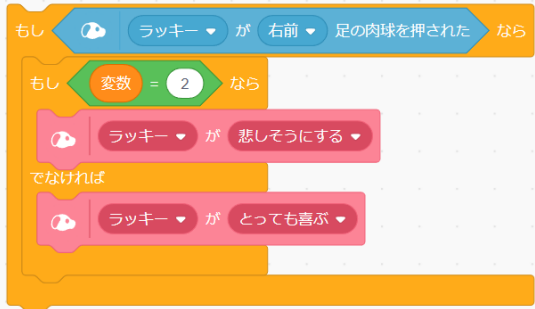 もし ラッキー が 右前 足の肉球を押された なら
もし 変数 = 2 なら
ラッキー が 悲しそうにする
でなければ
ラッキー が とっても喜ぶ